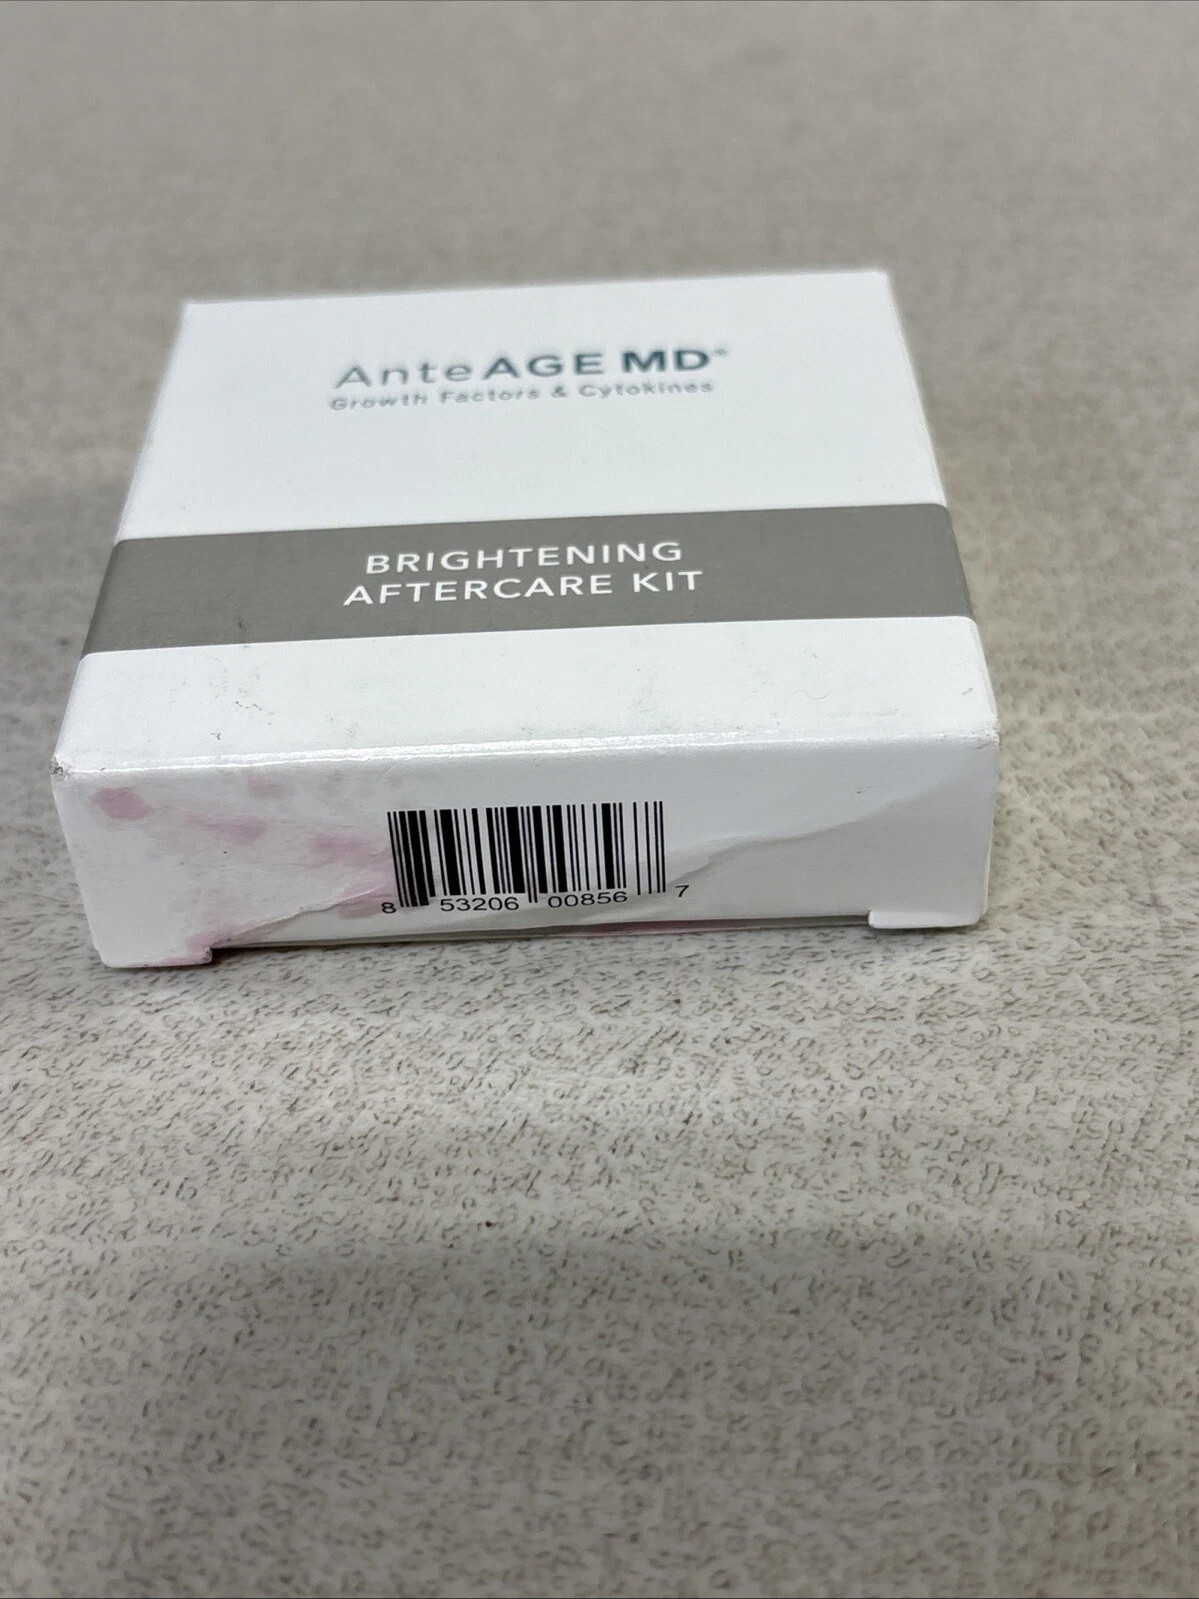 AnteAGE MD®
Growth Factors & Cytokines
BRIGHTENING
AFTERCARE KIT
8 53206 00856 7